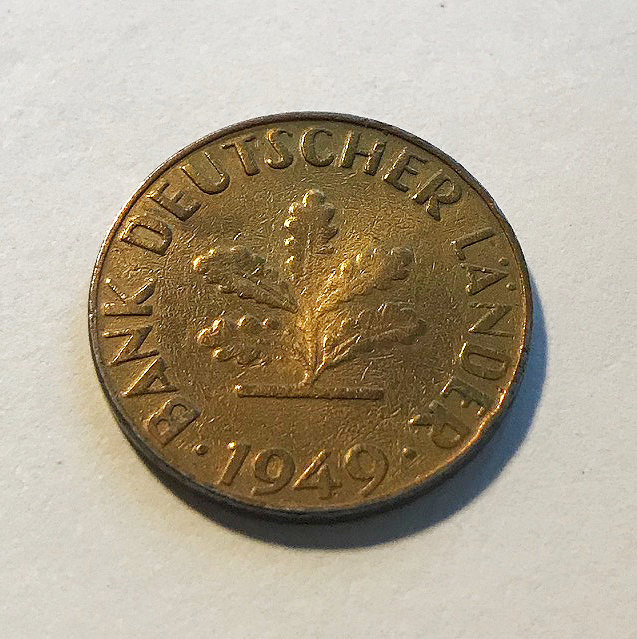 BANK DEUTSCHER LÄNDER
· 1949 ·